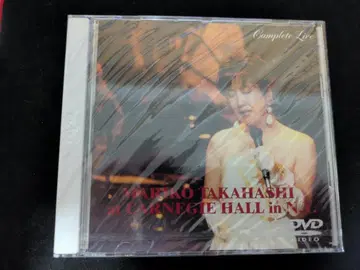 Complete Live
MARIKO TAKAHASHI
at CARNEGIE HALL in N.Y.
DVD
VIDEO